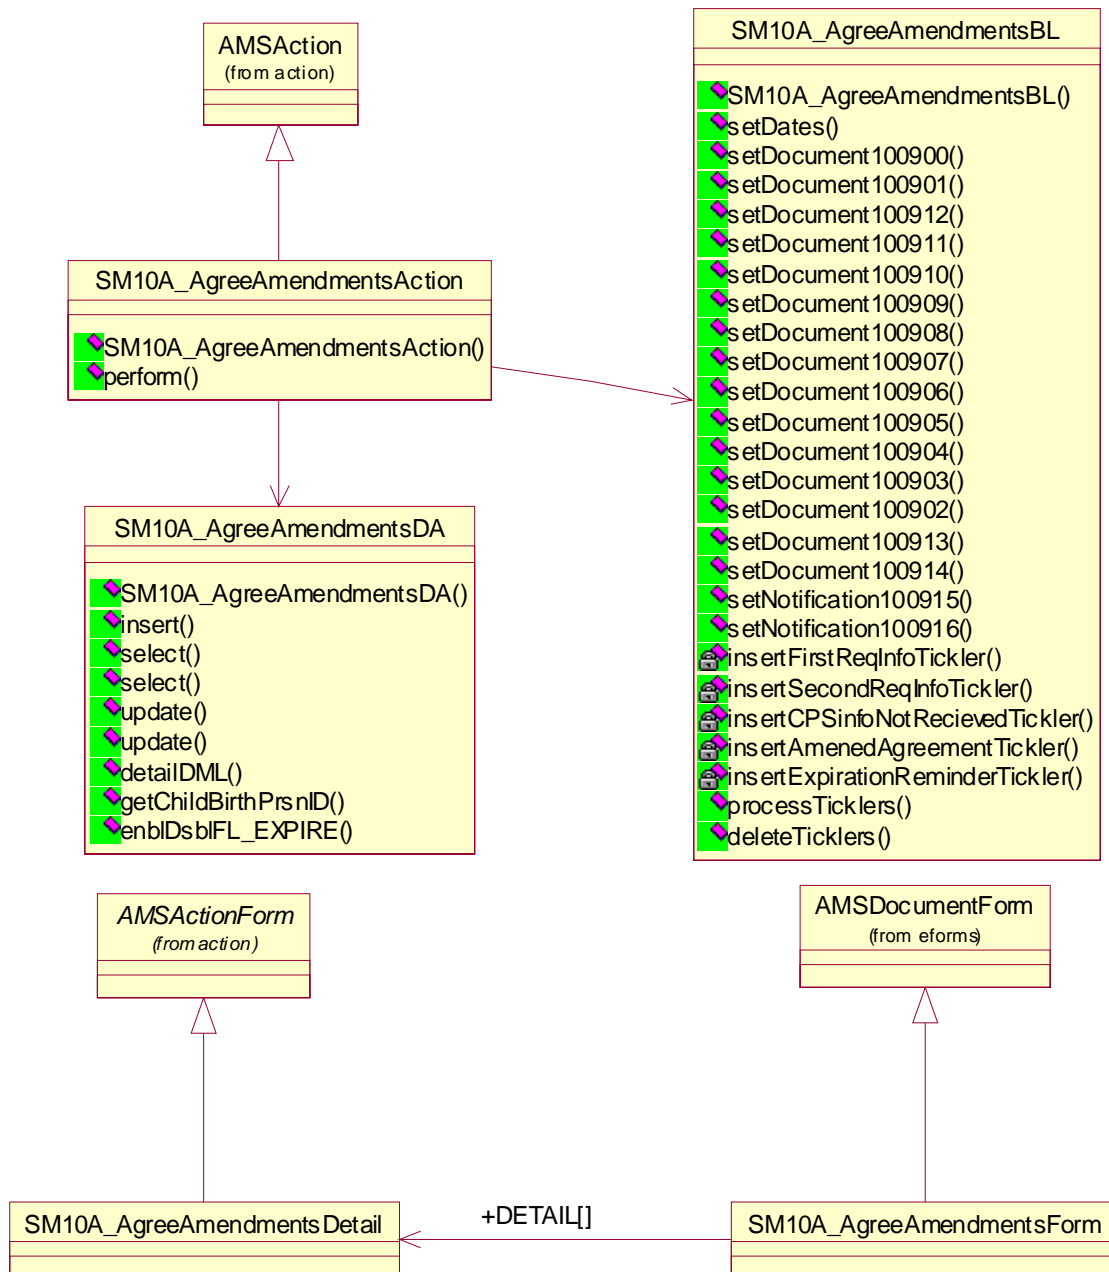 AMSAction
(from action)
SM10A_AgreeAmendmentsAction
SM10A_AgreeAmendmentsAction()
perform()
SM10A_AgreeAmendmentsDA
SM10A_AgreeAmendmentsDA()
insert()
select()
select()
update()
update()
detailDML()
getChildBirthPrsnID()
enblDsblFL_EXPIRE()
SM10A_AgreeAmendmentsBL
SM10A_AgreeAmendmentsBL()
setDates()
setDocument100900()
setDocument100901()
setDocument100912()
setDocument100911()
setDocument100910()
setDocument100909()
setDocument100908()
setDocument100907()
setDocument100906()
setDocument100905()
setDocument100904()
setDocument100903()
setDocument100902()
setDocument100913()
setDocument100914()
setNotification100915()
setNotification100916()
insertFirstReqInfoTickler()
insertSecondReqInfoTickler()
insertCPSinfoNotRecievedTickler()
insertAmenedAgreementTickler()
insertExpirationReminderTickler()
processTicklers()
deleteTicklers()
AMSActionForm
(from action)
AMSDocumentForm
(from eforms)
SM10A_AgreeAmendmentsDetail
+DETAIL[]
SM10A_AgreeAmendmentsForm